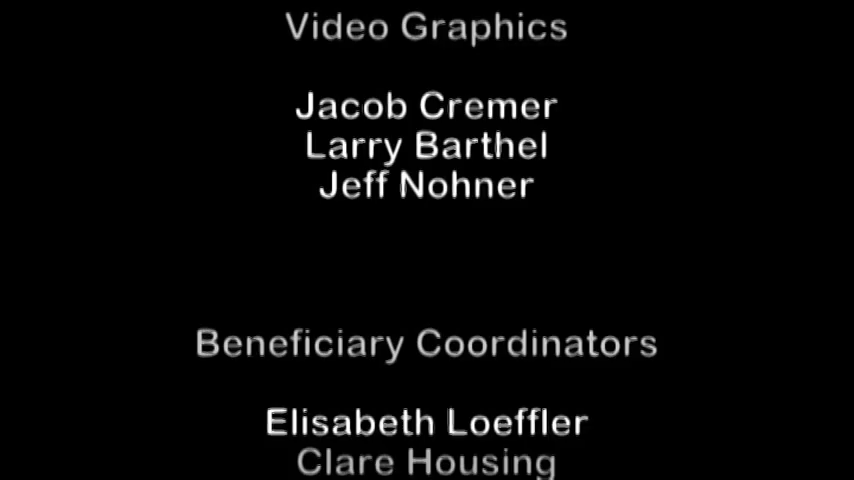 Video Graphics
Jacob Cremer
Larry Barthel
Jeff Nohner
Beneficiary Coordinators
Elisabeth Loeffler
Clare Housing